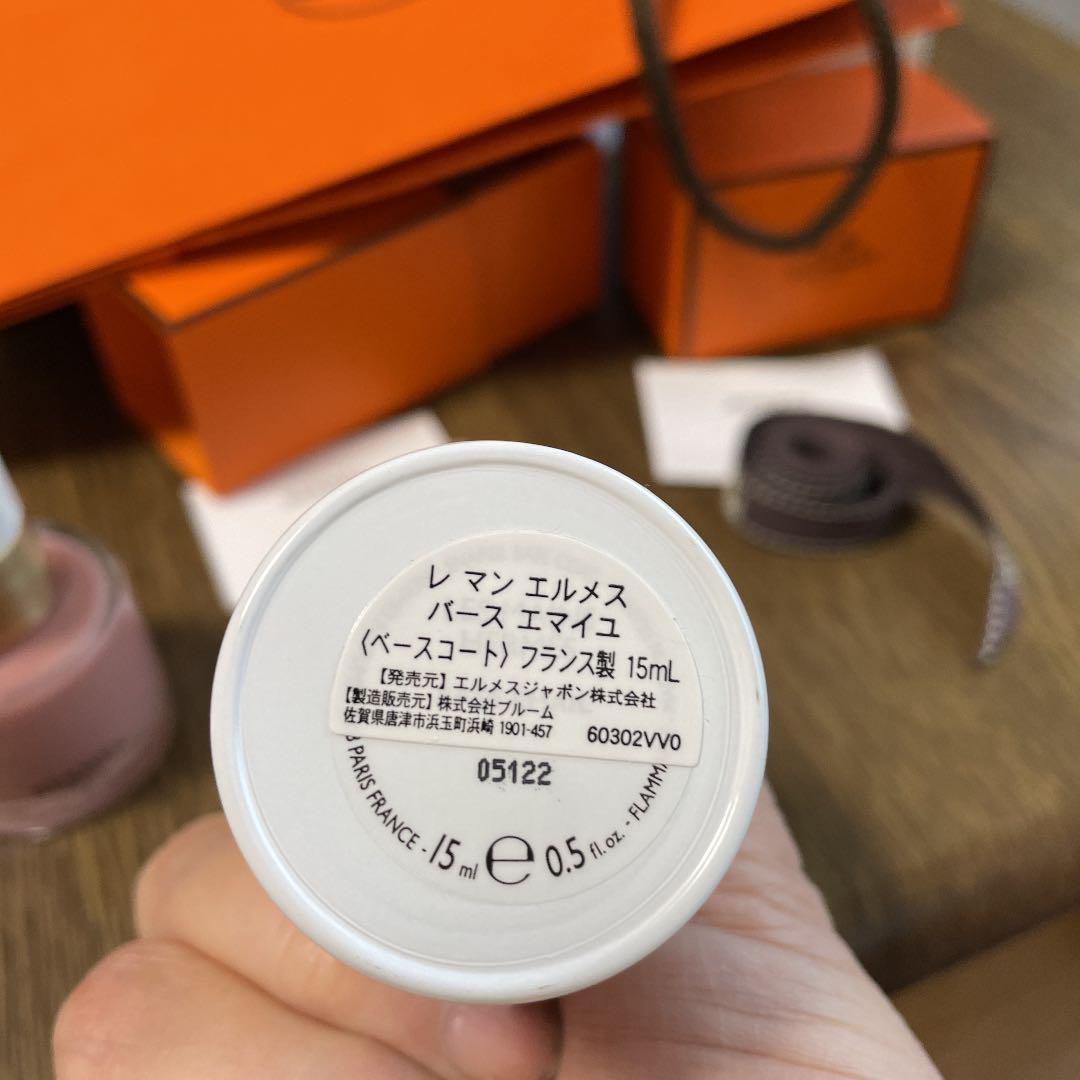 レ マン エルメス
バース エマイユ
〈ベースコート〉 フランス製 15mL
【発売元】エルメスジャポン株式会社
【製造販売元】株式会社ブルーム
佐賀県唐津市浜玉町浜崎 1901-457 60302VV0
05122
PARIS FRANCE - 15 ml e 0.5 fl.oz. - FLAMMA